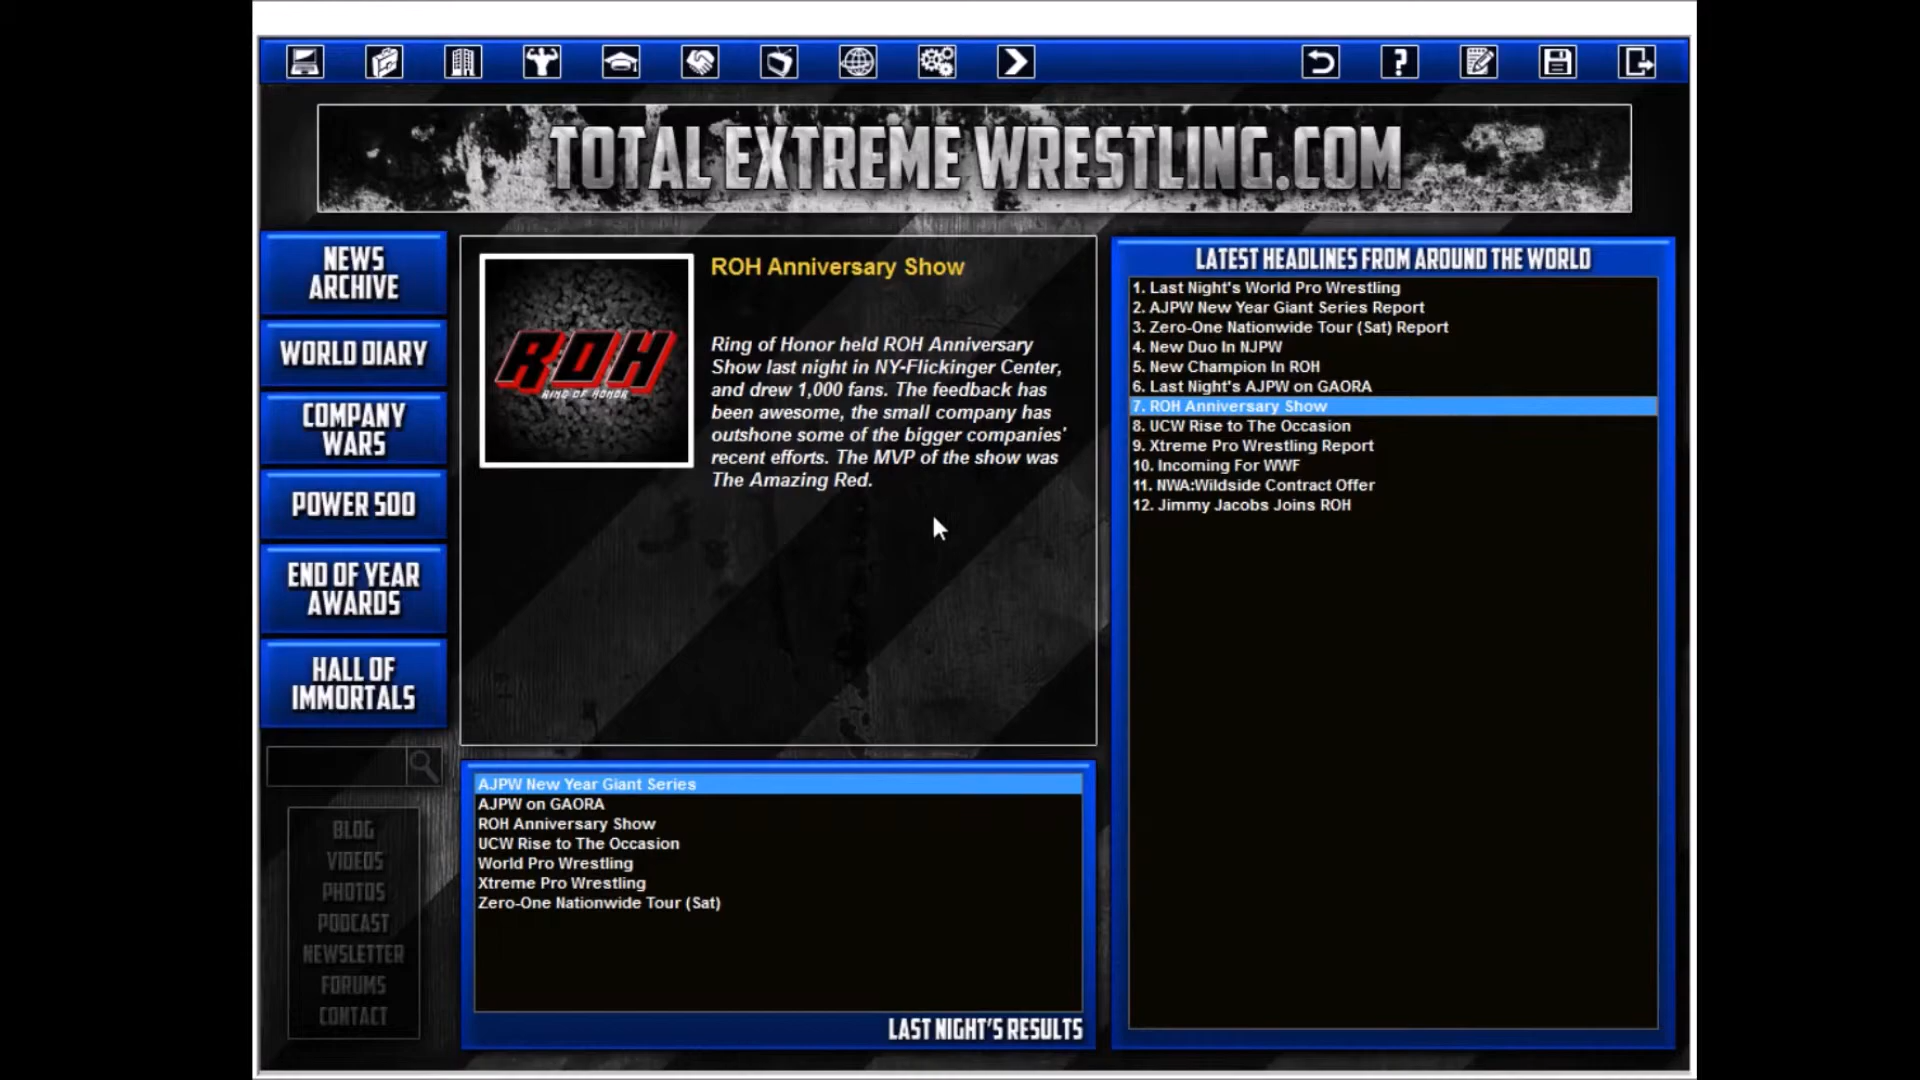 TOTAL EXTREME WRESTLING.COM
NEWS
ARCHIVE
WORLD DIARY
COMPANY
WARS
POWER 500
END OF YEAR
AWARDS
HALL OF
IMMORTALS
BLOG
VIDEOS
PHOTOS
PODCAST
NEWSLETTER
FORUMS
CONTACT
ROH
RING OF HONOR
ROH Anniversary Show
Ring of Honor held ROH Anniversary
Show last night in NY-Flickinger Center,
and drew 1,000 fans. The feedback has
been awesome, the small company has
outshone some of the bigger companies'
recent efforts. The MVP of the show was
The Amazing Red.
AJPW New Year Giant Series
AJPW on GAORA
ROH Anniversary Show
UCW Rise to The Occasion
World Pro Wrestling
Xtreme Pro Wrestling
Zero-One Nationwide Tour (Sat)
LAST NIGHT'S RESULTS
LATEST HEADLINES FROM AROUND THE WORLD
1. Last Night's World Pro Wrestling
2. AJPW New Year Giant Series Report
3. Zero-One Nationwide Tour (Sat) Report
4. New Duo In NJPW
5. New Champion In ROH
6. Last Night's AJPW on GAORA
7. ROH Anniversary Show
8. UCW Rise to The Occasion
9. Xtreme Pro Wrestling Report
10. Incoming For WWF
11. NWA:Wildside Contract Offer
12. Jimmy Jacobs Joins ROH